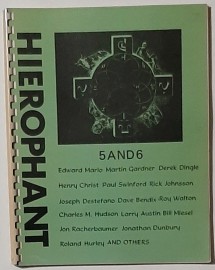 HIEROPHANT
5AND6
Edward Marlo Martin Gardner Derek Dingle
Henry Christ Paul Swinford Rick Johnsson
Joseph Destefano Dave Bendix Roy Walton
Charles M. Hudson Larry Austin Bill Miesel
Jon Racherbaumer Jonathan Dunbury
Roland Hurley AND OTHERS